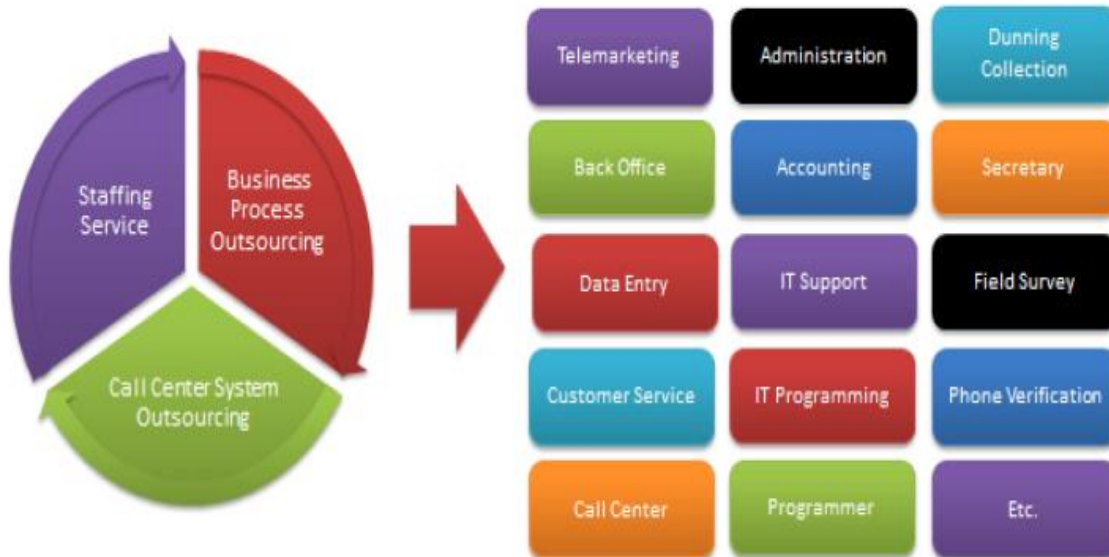 Staffing
Service
Business
Process
Outsourcing
Call Center System
Outsourcing
Telemarketing
Administration
Dunning
Collection
Back Office
Accounting
Secretary
Data Entry
IT Support
Field Survey
Customer Service
IT Programming
Phone Verification
Call Center
Programmer
Etc.